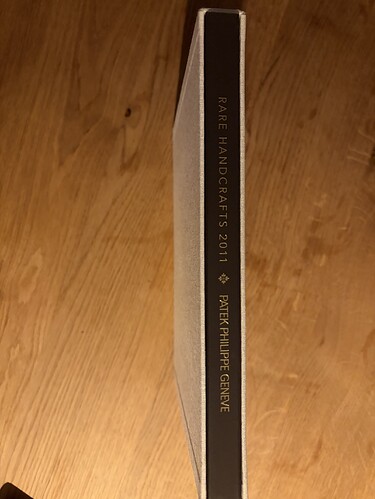 RARE HANDCRAFTS 2011 PATEK PHILIPPE GENEVE